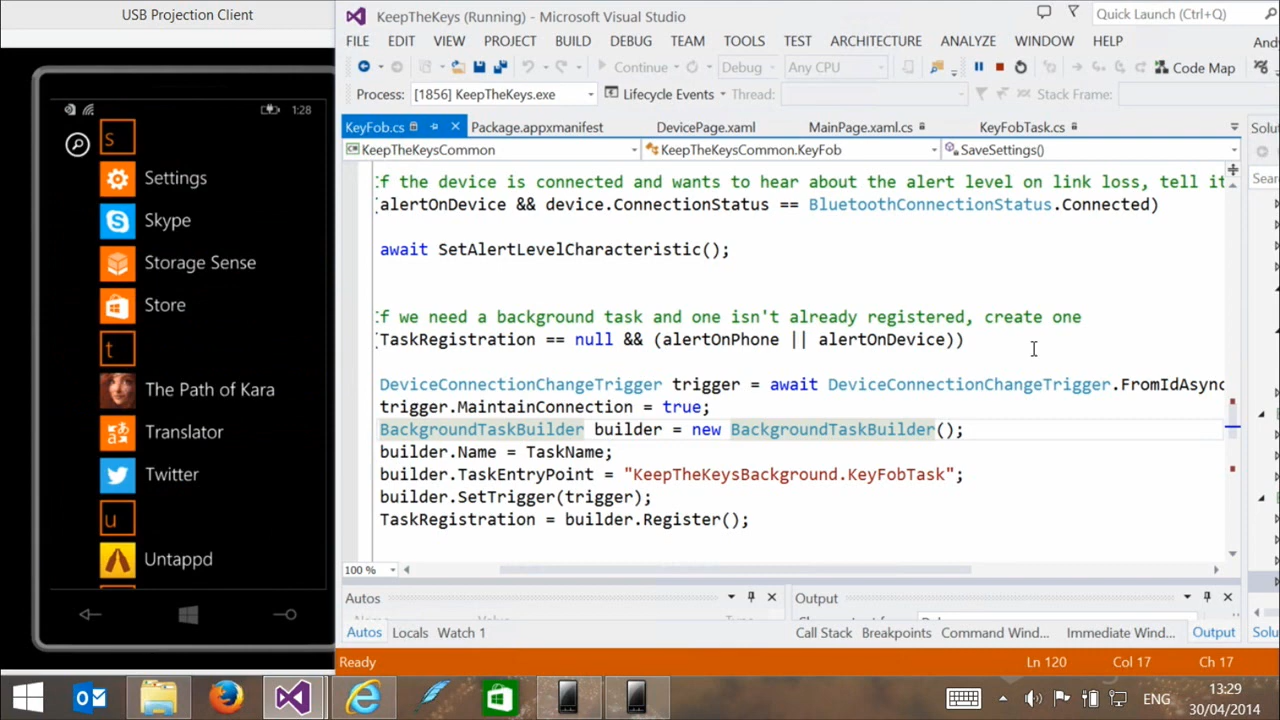 USB Projection Client
1:28
s
Settings
Skype
Storage Sense
Store
t
The Path of Kara
Translator
Twitter
u
Untappd
KeepTheKeys (Running) - Microsoft Visual Studio
Quick Launch (Ctrl+Q)
FILE EDIT VIEW PROJECT BUILD DEBUG TEAM TOOLS TEST ARCHITECTURE ANALYZE WINDOW HELP
Continue Debug Any CPU Code Map
Process: [1856] KeepTheKeys.exe Lifecycle Events Thread: Stack Frame:
KeyFob.cs Package.appxmanifest DevicePage.xaml MainPage.xaml.cs KeyFobTask.cs
KeepTheKeysCommon KeepTheKeysCommon.KeyFob SaveSettings()
f the device is connected and wants to hear about the alert level on link loss, tell it
alertOnDevice && device.ConnectionStatus == BluetoothConnectionStatus.Connected)
await SetAlertLevelCharacteristic();
f we need a background task and one isn't already registered, create one
TaskRegistration == null && (alertOnPhone || alertOnDevice))
DeviceConnectionChangeTrigger trigger = await DeviceConnectionChangeTrigger.FromIdAsync
trigger.MaintainConnection = true;
BackgroundTaskBuilder builder = new BackgroundTaskBuilder();
builder.Name = TaskName;
builder.TaskEntryPoint = "KeepTheKeysBackground.KeyFobTask";
builder.SetTrigger(trigger);
TaskRegistration = builder.Register();
100 %
Autos Output
Autos Locals Watch 1 Call Stack Breakpoints Command Wind... Immediate Wind... Output
Ready Ln 120 Col 17 Ch 17
ENG
13:29
30/04/2014